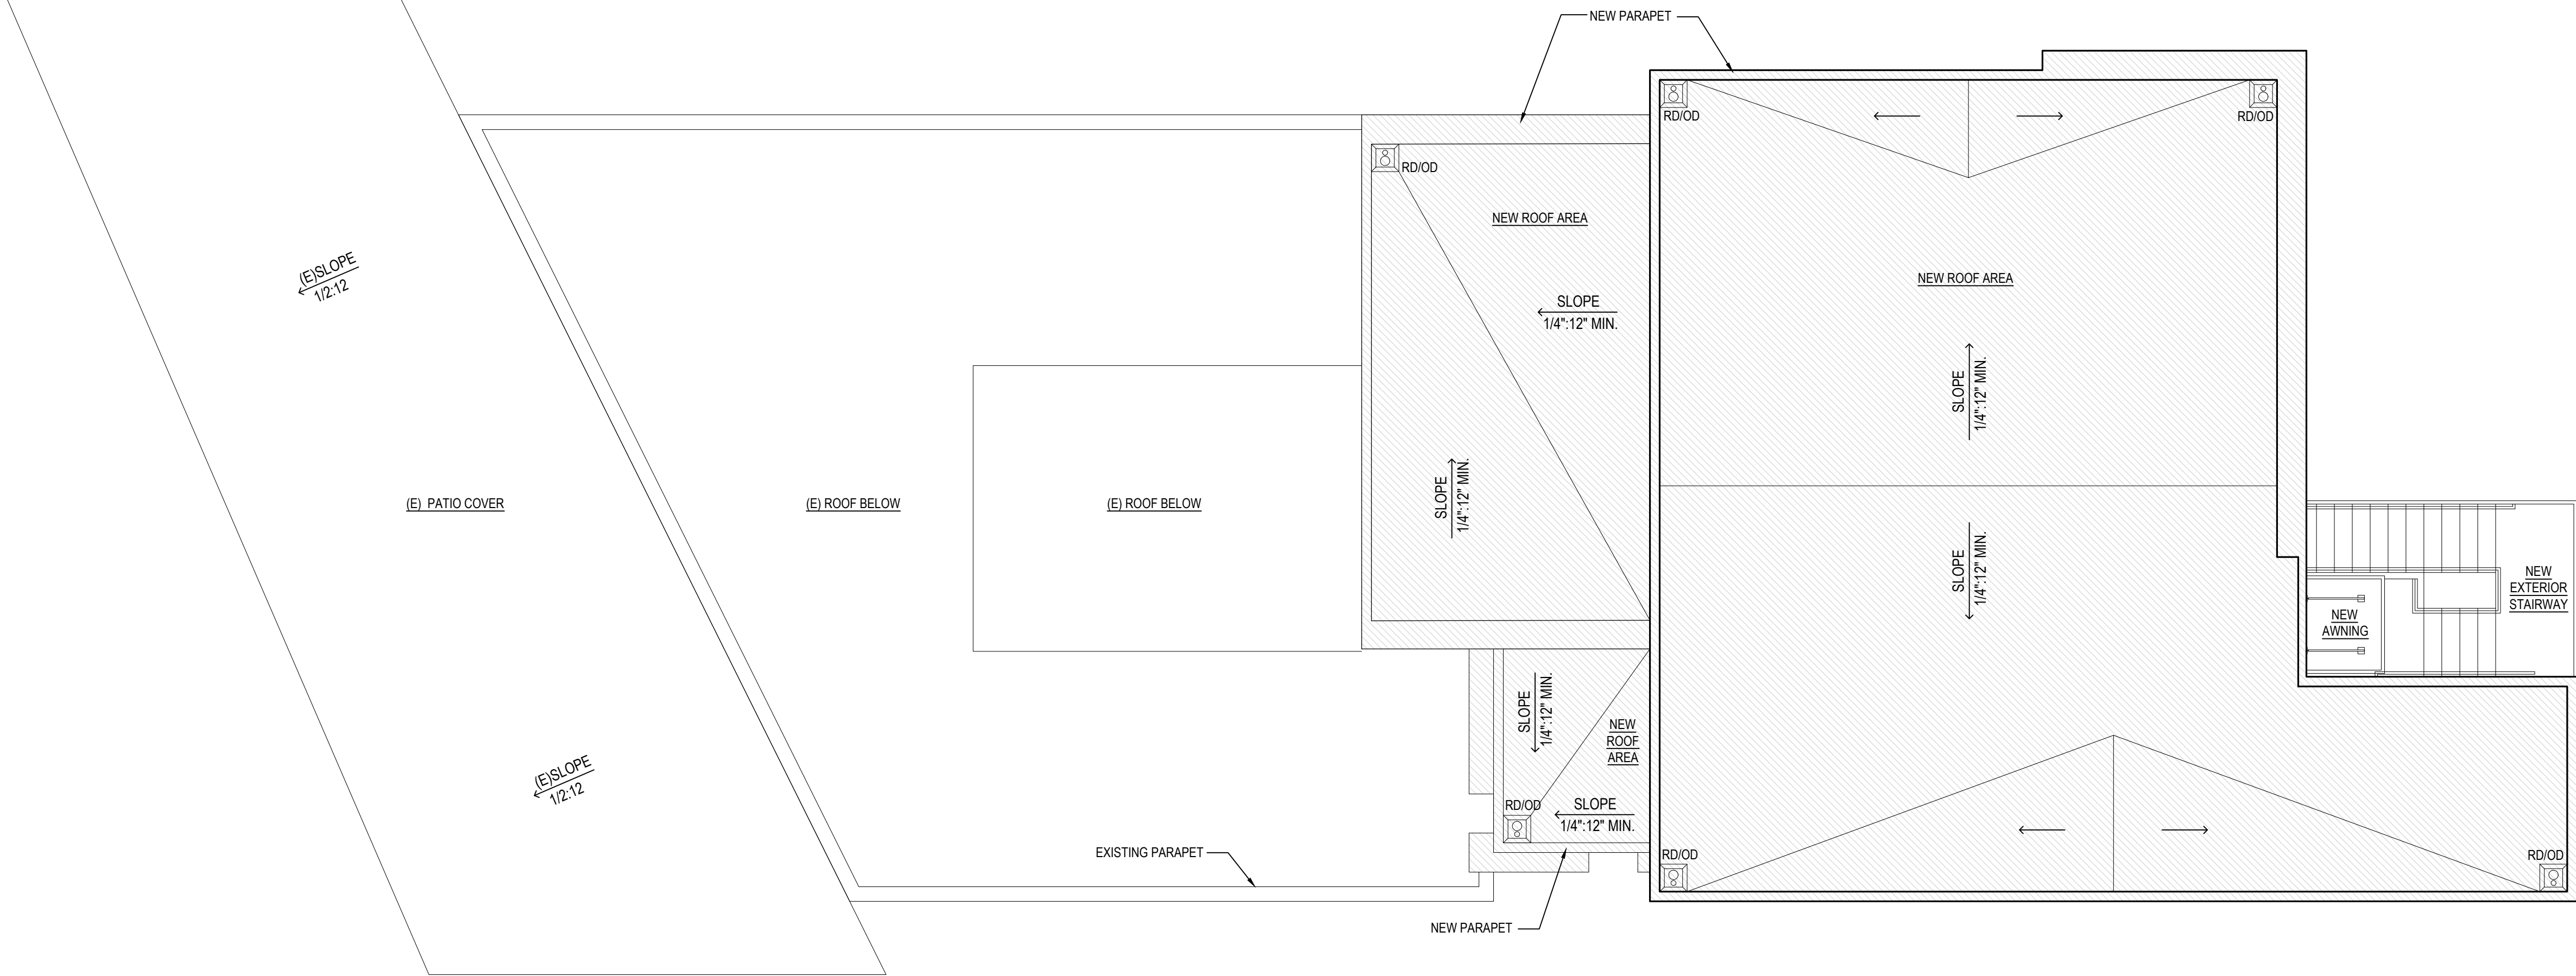 NEW PARAPET
RD/OD
RD/OD
RD/OD
NEW ROOF AREA
NEW ROOF AREA
(E)SLOPE
1/2:12
SLOPE
1/4":12" MIN.
SLOPE
1/4":12" MIN.
SLOPE
1/4":12" MIN.
(E)  PATIO COVER
(E) ROOF BELOW
(E) ROOF BELOW
SLOPE
1/4":12" MIN.
NEW
EXTERIOR
STAIRWAY
NEW
AWNING
SLOPE
1/4":12" MIN.
NEW
ROOF
AREA
(E)SLOPE
1/2:12
RD/OD
SLOPE
1/4":12" MIN.
EXISTING PARAPET
RD/OD
RD/OD
NEW PARAPET